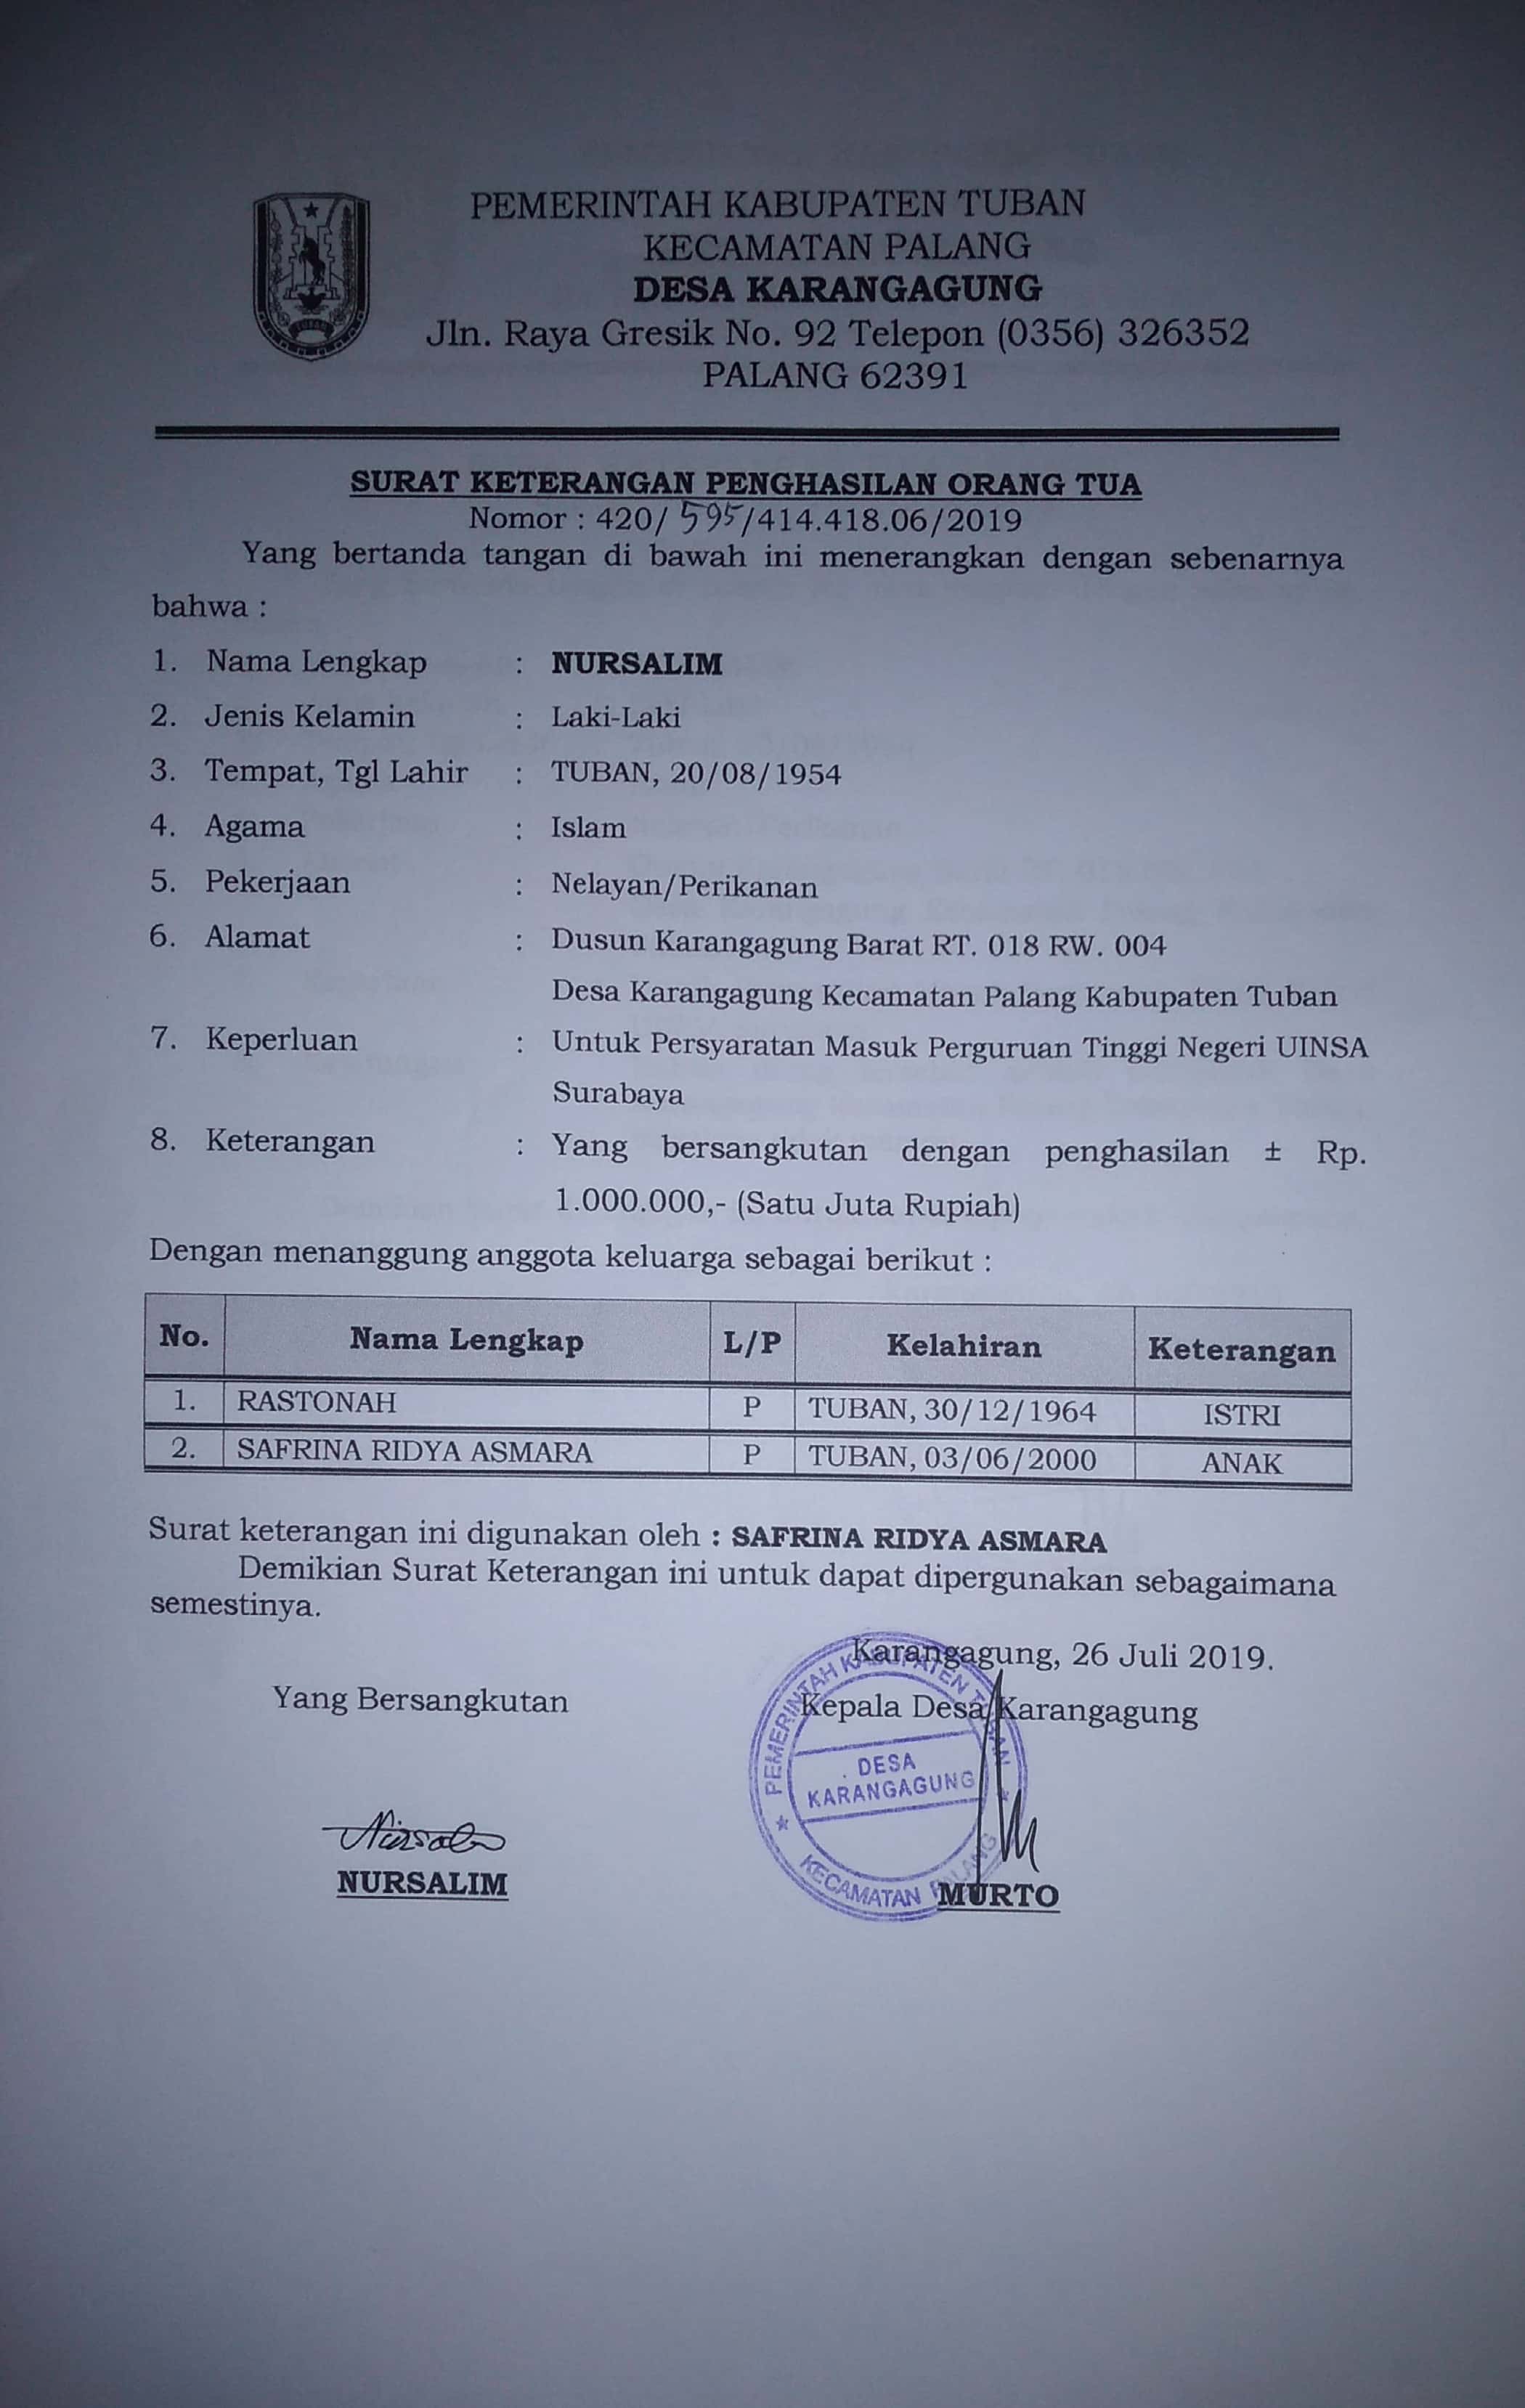 PEMERINTAH KABUPATEN TUBAN
KECAMATAN PALANG
DESA KARANGAGUNG
Jln. Raya Gresik No. 92 Telepon (0356) 326352
PALANG 62391
TUBAN
SURAT KETERANGAN PENGHASILAN ORANG TUA
Nomor : 420/ 595/414.418.06/2019
Yang bertanda tangan di bawah ini menerangkan dengan sebenarnya
bahwa :
1. Nama Lengkap : NURSALIM
2. Jenis Kelamin : Laki-Laki
3. Tempat, Tgl Lahir : TUBAN, 20/08/1954
4. Agama : Islam
5. Pekerjaan : Nelayan/Perikanan
6. Alamat : Dusun Karangagung Barat RT. 018 RW. 004
Desa Karangagung Kecamatan Palang Kabupaten Tuban
7. Keperluan : Untuk Persyaratan Masuk Perguruan Tinggi Negeri UINSA
Surabaya
8. Keterangan : Yang bersangkutan dengan penghasilan ± Rp.
1.000.000,- (Satu Juta Rupiah)
Dengan menanggung anggota keluarga sebagai berikut :
No. Nama Lengkap L/P Kelahiran Keterangan
1. RASTONAH P TUBAN, 30/12/1964 ISTRI
2. SAFRINA RIDYA ASMARA P TUBAN, 03/06/2000 ANAK
Surat keterangan ini digunakan oleh : SAFRINA RIDYA ASMARA
Demikian Surat Keterangan ini untuk dapat dipergunakan sebagaimana
semestinya.
Karangagung, 26 Juli 2019.
Yang Bersangkutan Kepala Desa Karangagung
PEMERINTAH KABUPATEN TUBAN
DESA
KARANGAGUNG
KECAMATAN PALANG
Nursalim
NURSALIM MURTO